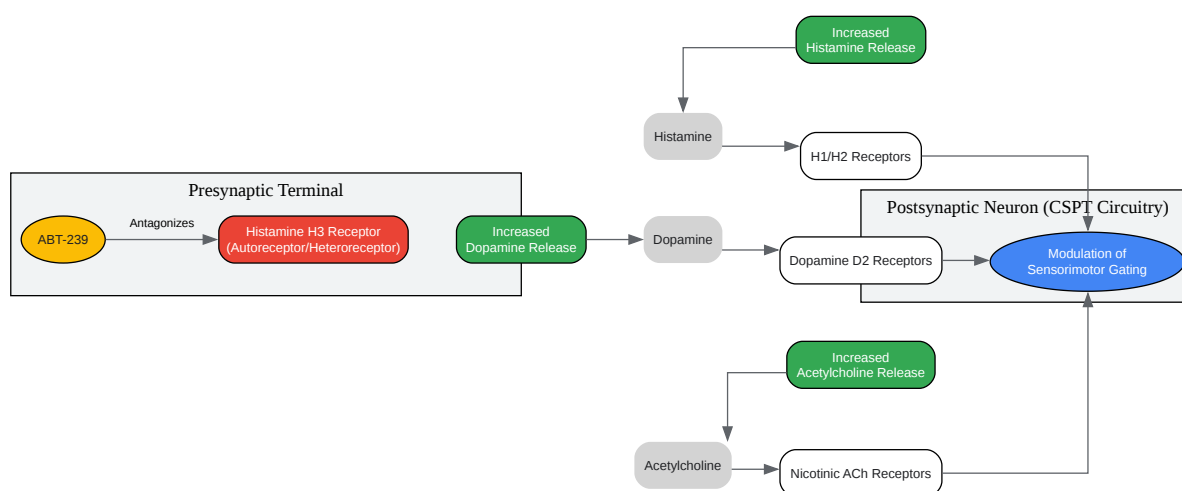 Increased
Histamine Release
Histamine
H1/H2 Receptors
Presynaptic Terminal
Postsynaptic Neuron (CSPT Circuitry)
ABT-239
Antagonizes
Histamine H3 Receptor
(Autoreceptor/Heteroreceptor)
Increased
Dopamine Release
Dopamine
Dopamine D2 Receptors
Modulation of
Sensorimotor Gating
Increased
Acetylcholine Release
Acetylcholine
Nicotinic ACh Receptors